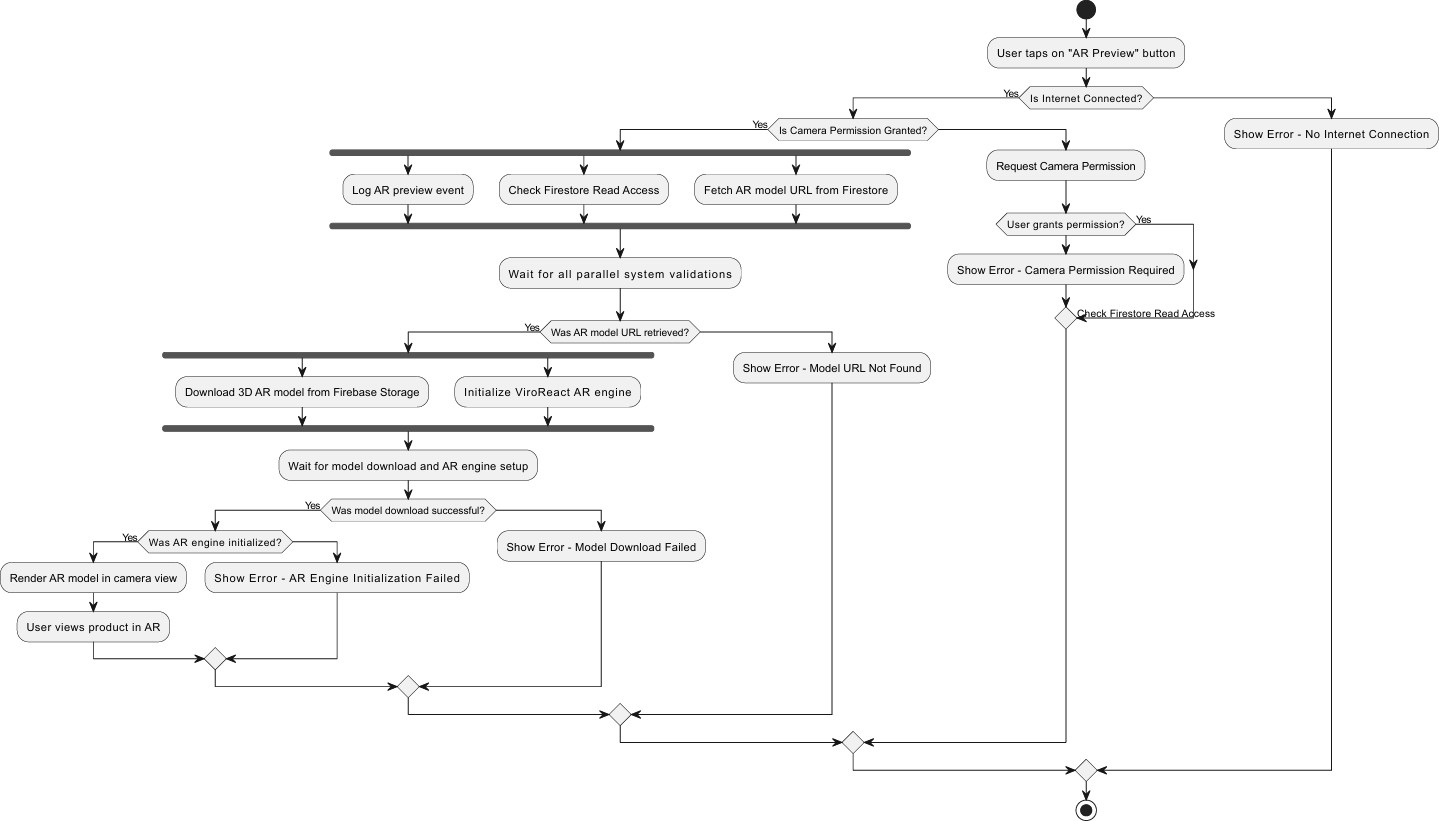 User taps on "AR Preview" button
Yes
Is Internet Connected?
Yes
Is Camera Permission Granted?
Show Error - No Internet Connection
Log AR preview event
Check Firestore Read Access
Fetch AR model URL from Firestore
Request Camera Permission
User grants permission?
Yes
Wait for all parallel system validations
Show Error - Camera Permission Required
Check Firestore Read Access
Yes
Was AR model URL retrieved?
Show Error - Model URL Not Found
Download 3D AR model from Firebase Storage
Initialize ViroReact AR engine
Wait for model download and AR engine setup
Yes
Was model download successful?
Yes
Was AR engine initialized?
Show Error - Model Download Failed
Render AR model in camera view
Show Error - AR Engine Initialization Failed
User views product in AR